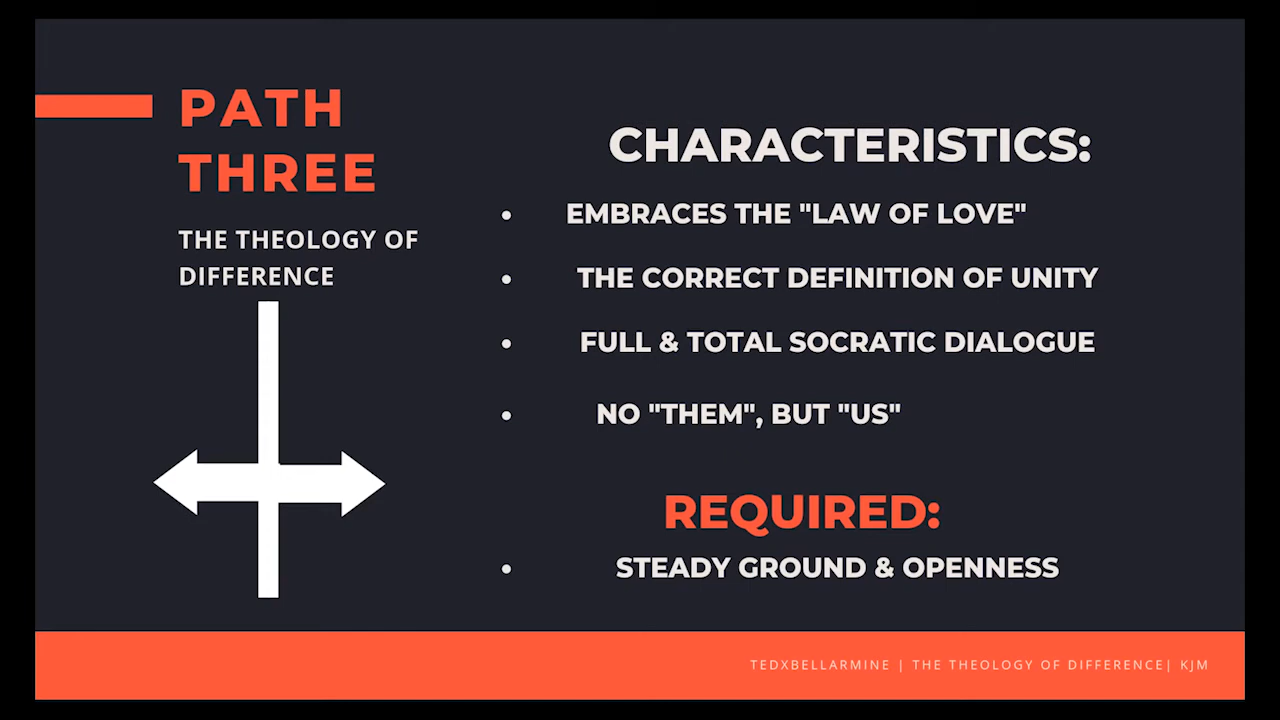 PATH
THREE
THE THEOLOGY OF
DIFFERENCE
CHARACTERISTICS:
• EMBRACES THE "LAW OF LOVE"
• THE CORRECT DEFINITION OF UNITY
• FULL & TOTAL SOCRATIC DIALOGUE
• NO "THEM", BUT "US"
REQUIRED:
• STEADY GROUND & OPENNESS
TEDXBELLARMINE | THE THEOLOGY OF DIFFERENCE| KJM